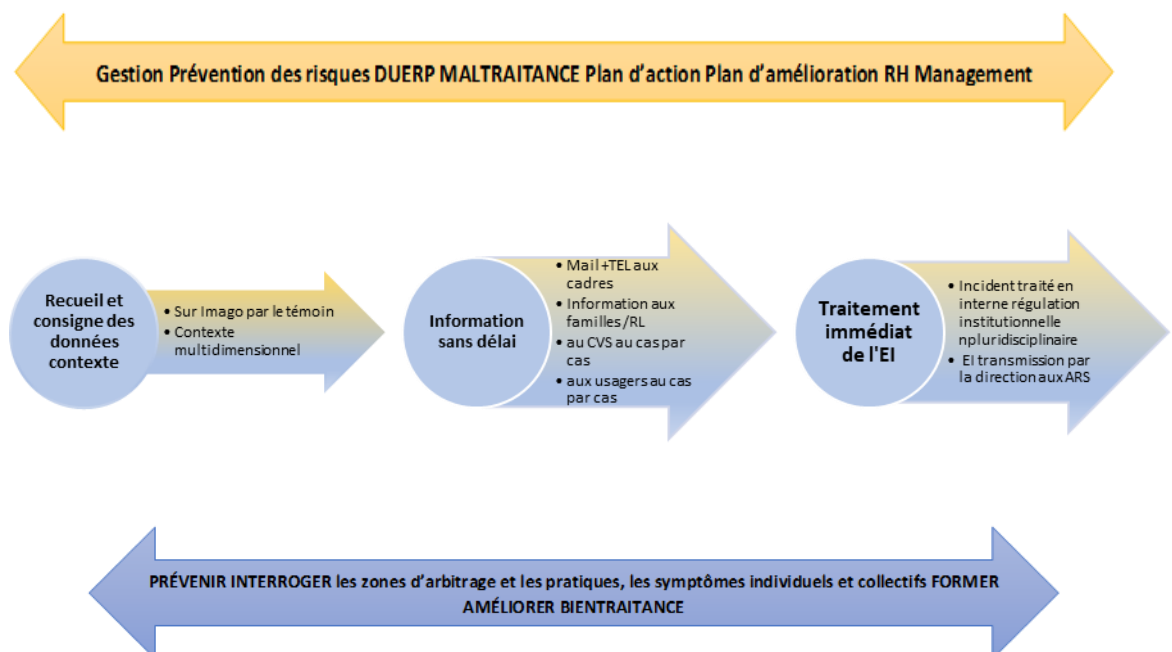 Gestion Prévention des risques DUERP MALTRAITANCE Plan d’action Plan d’amélioration RH Management
Recueil et
consigne des
données
contexte
• Sur Imago par le témoin
• Contexte
multidimensionnel
Information
sans délai
• Mail +TEL aux
cadres
• Information aux
familles/RL
• au CVS au cas par
cas
• aux usagers au cas
par cas
Traitement
immédiat
de l'EI
• Incident traité en
interne régulation
institutionnelle
npluridisciplinaire
• EI transmission par
la direction aux ARS
PRÉVENIR INTERROGER les zones d’arbitrage et les pratiques, les symptômes individuels et collectifs FORMER
AMÉLIORER BIENTRAITANCE